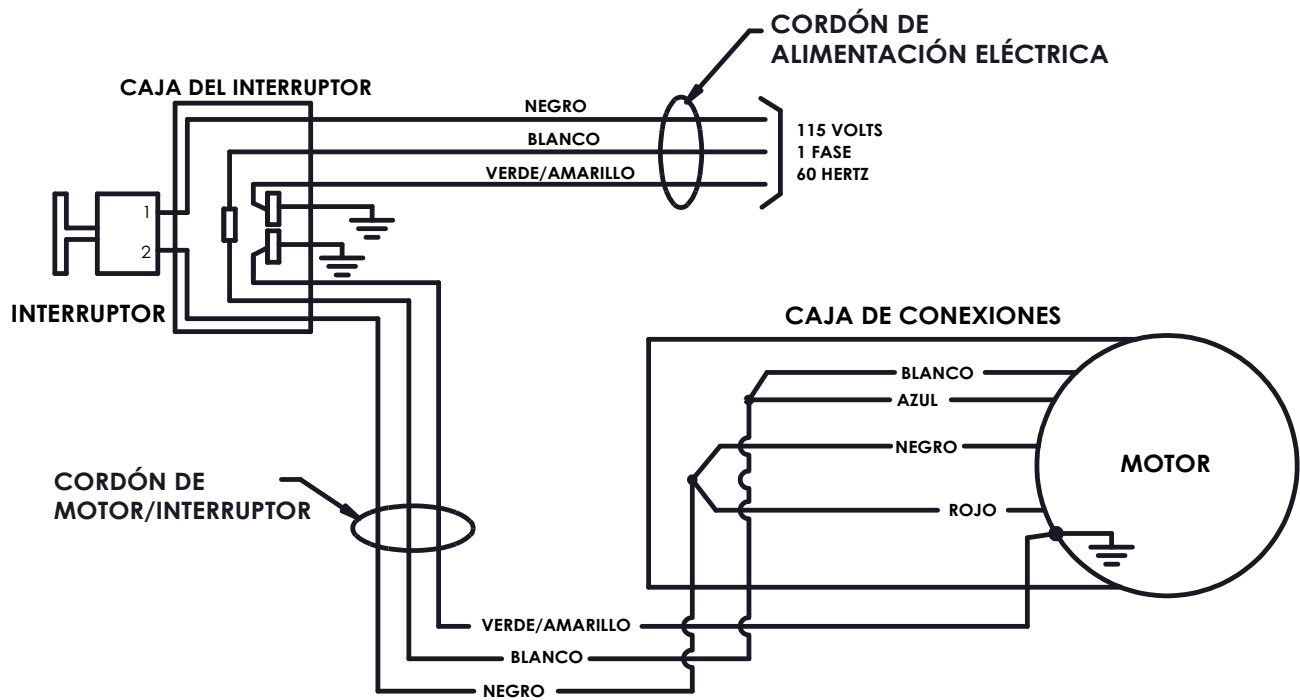 CORDÓN DE
ALIMENTACIÓN ELÉCTRICA
CAJA DEL INTERRUPTOR
NEGRO
BLANCO
VERDE/AMARILLO
115 VOLTS
1 FASE
60 HERTZ
1
2
INTERRUPTOR
CAJA DE CONEXIONES
BLANCO
AZUL
NEGRO
ROJO
MOTOR
CORDÓN DE
MOTOR/INTERRUPTOR
VERDE/AMARILLO
BLANCO
NEGRO